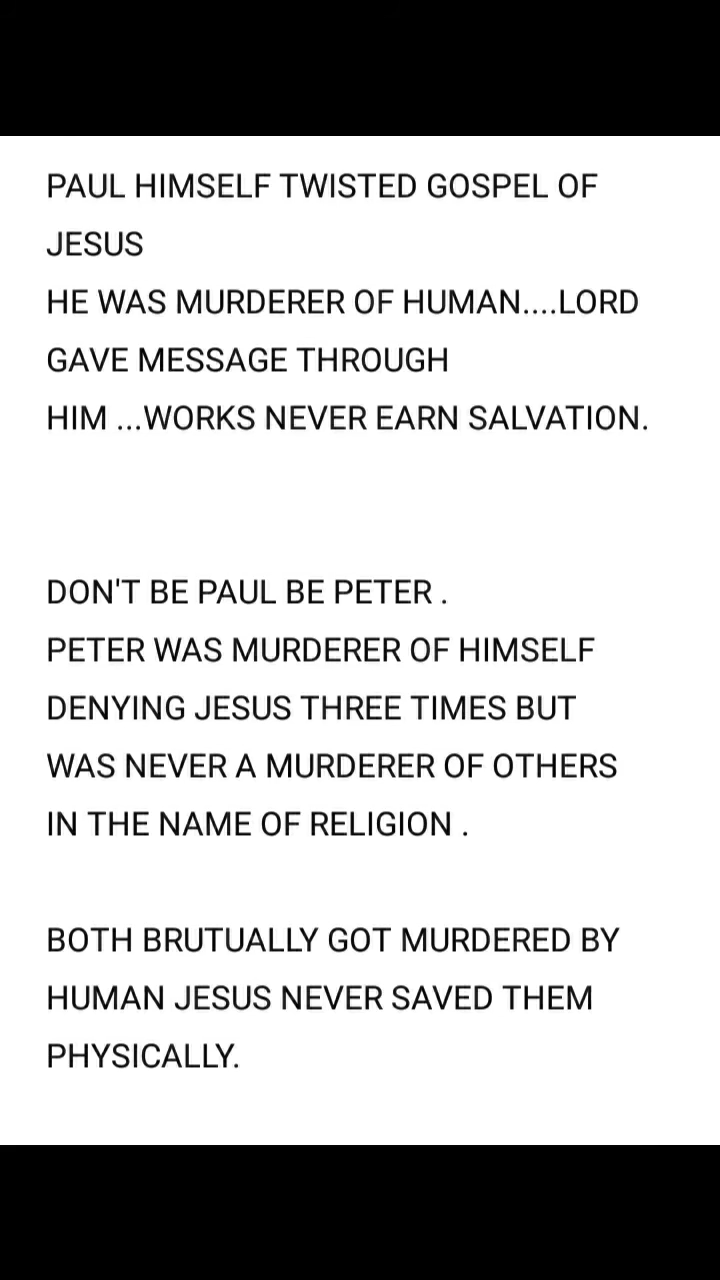 PAUL HIMSELF TWISTED GOSPEL OF
JESUS
HE WAS MURDERER OF HUMAN....LORD
GAVE MESSAGE THROUGH
HIM ...WORKS NEVER EARN SALVATION.
DON'T BE PAUL BE PETER .
PETER WAS MURDERER OF HIMSELF
DENYING JESUS THREE TIMES BUT
WAS NEVER A MURDERER OF OTHERS
IN THE NAME OF RELIGION .
BOTH BRUTUALLY GOT MURDERED BY
HUMAN JESUS NEVER SAVED THEM
PHYSICALLY.